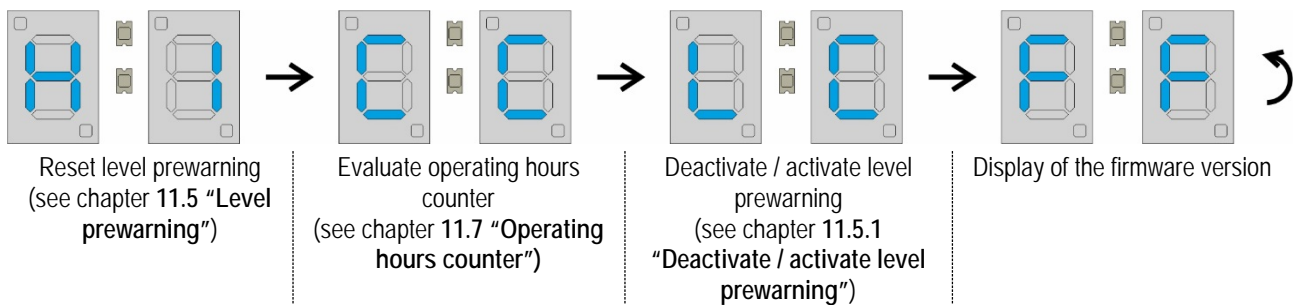 H 1
C C
L C
F F
Reset level prewarning
(see chapter 11.5 “Level
prewarning”)
Evaluate operating hours
counter
(see chapter 11.7 “Operating
hours counter”)
Deactivate / activate level
prewarning
(see chapter 11.5.1
“Deactivate / activate level
prewarning”)
Display of the firmware version